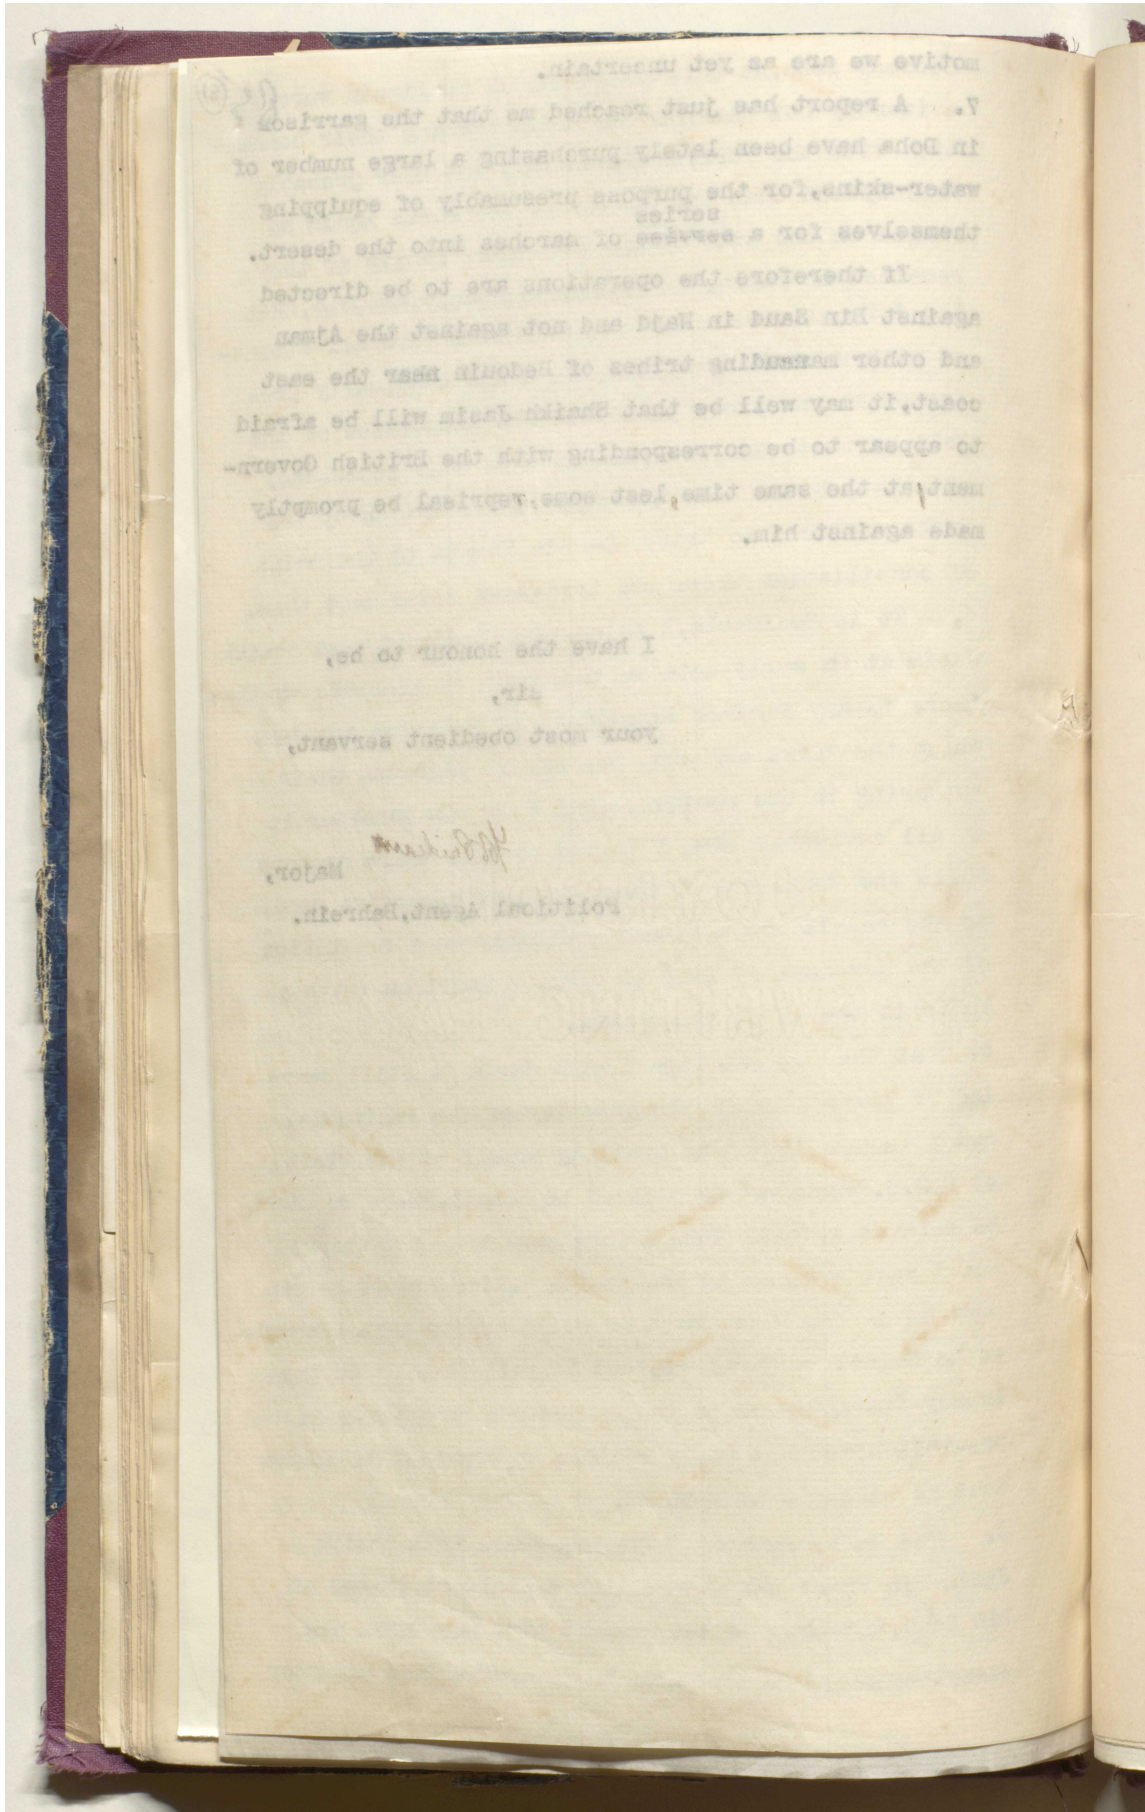 motive we are as yet uncertain.
7. A report has just reached me that the garrison
in Doha have been lately purchasing a large number of
water-skins,for the purpose presumably of equipping
series
themselves for a service of marches into the desert.
If therefore the operations are to be directed
against Bin Saud in Nejd and not against the Ajman
and other marauding tribes of Bedouin near the east
coast,it may well be that Shaikh Jasim will be afraid
to appear to be corresponding with the British Govern-
ment,at the same time,lest some,reprisal be promptly
made against him.
I have the honour to be,
sir,
your most obedient servant,
Major,
Political Agent,Bahrein.